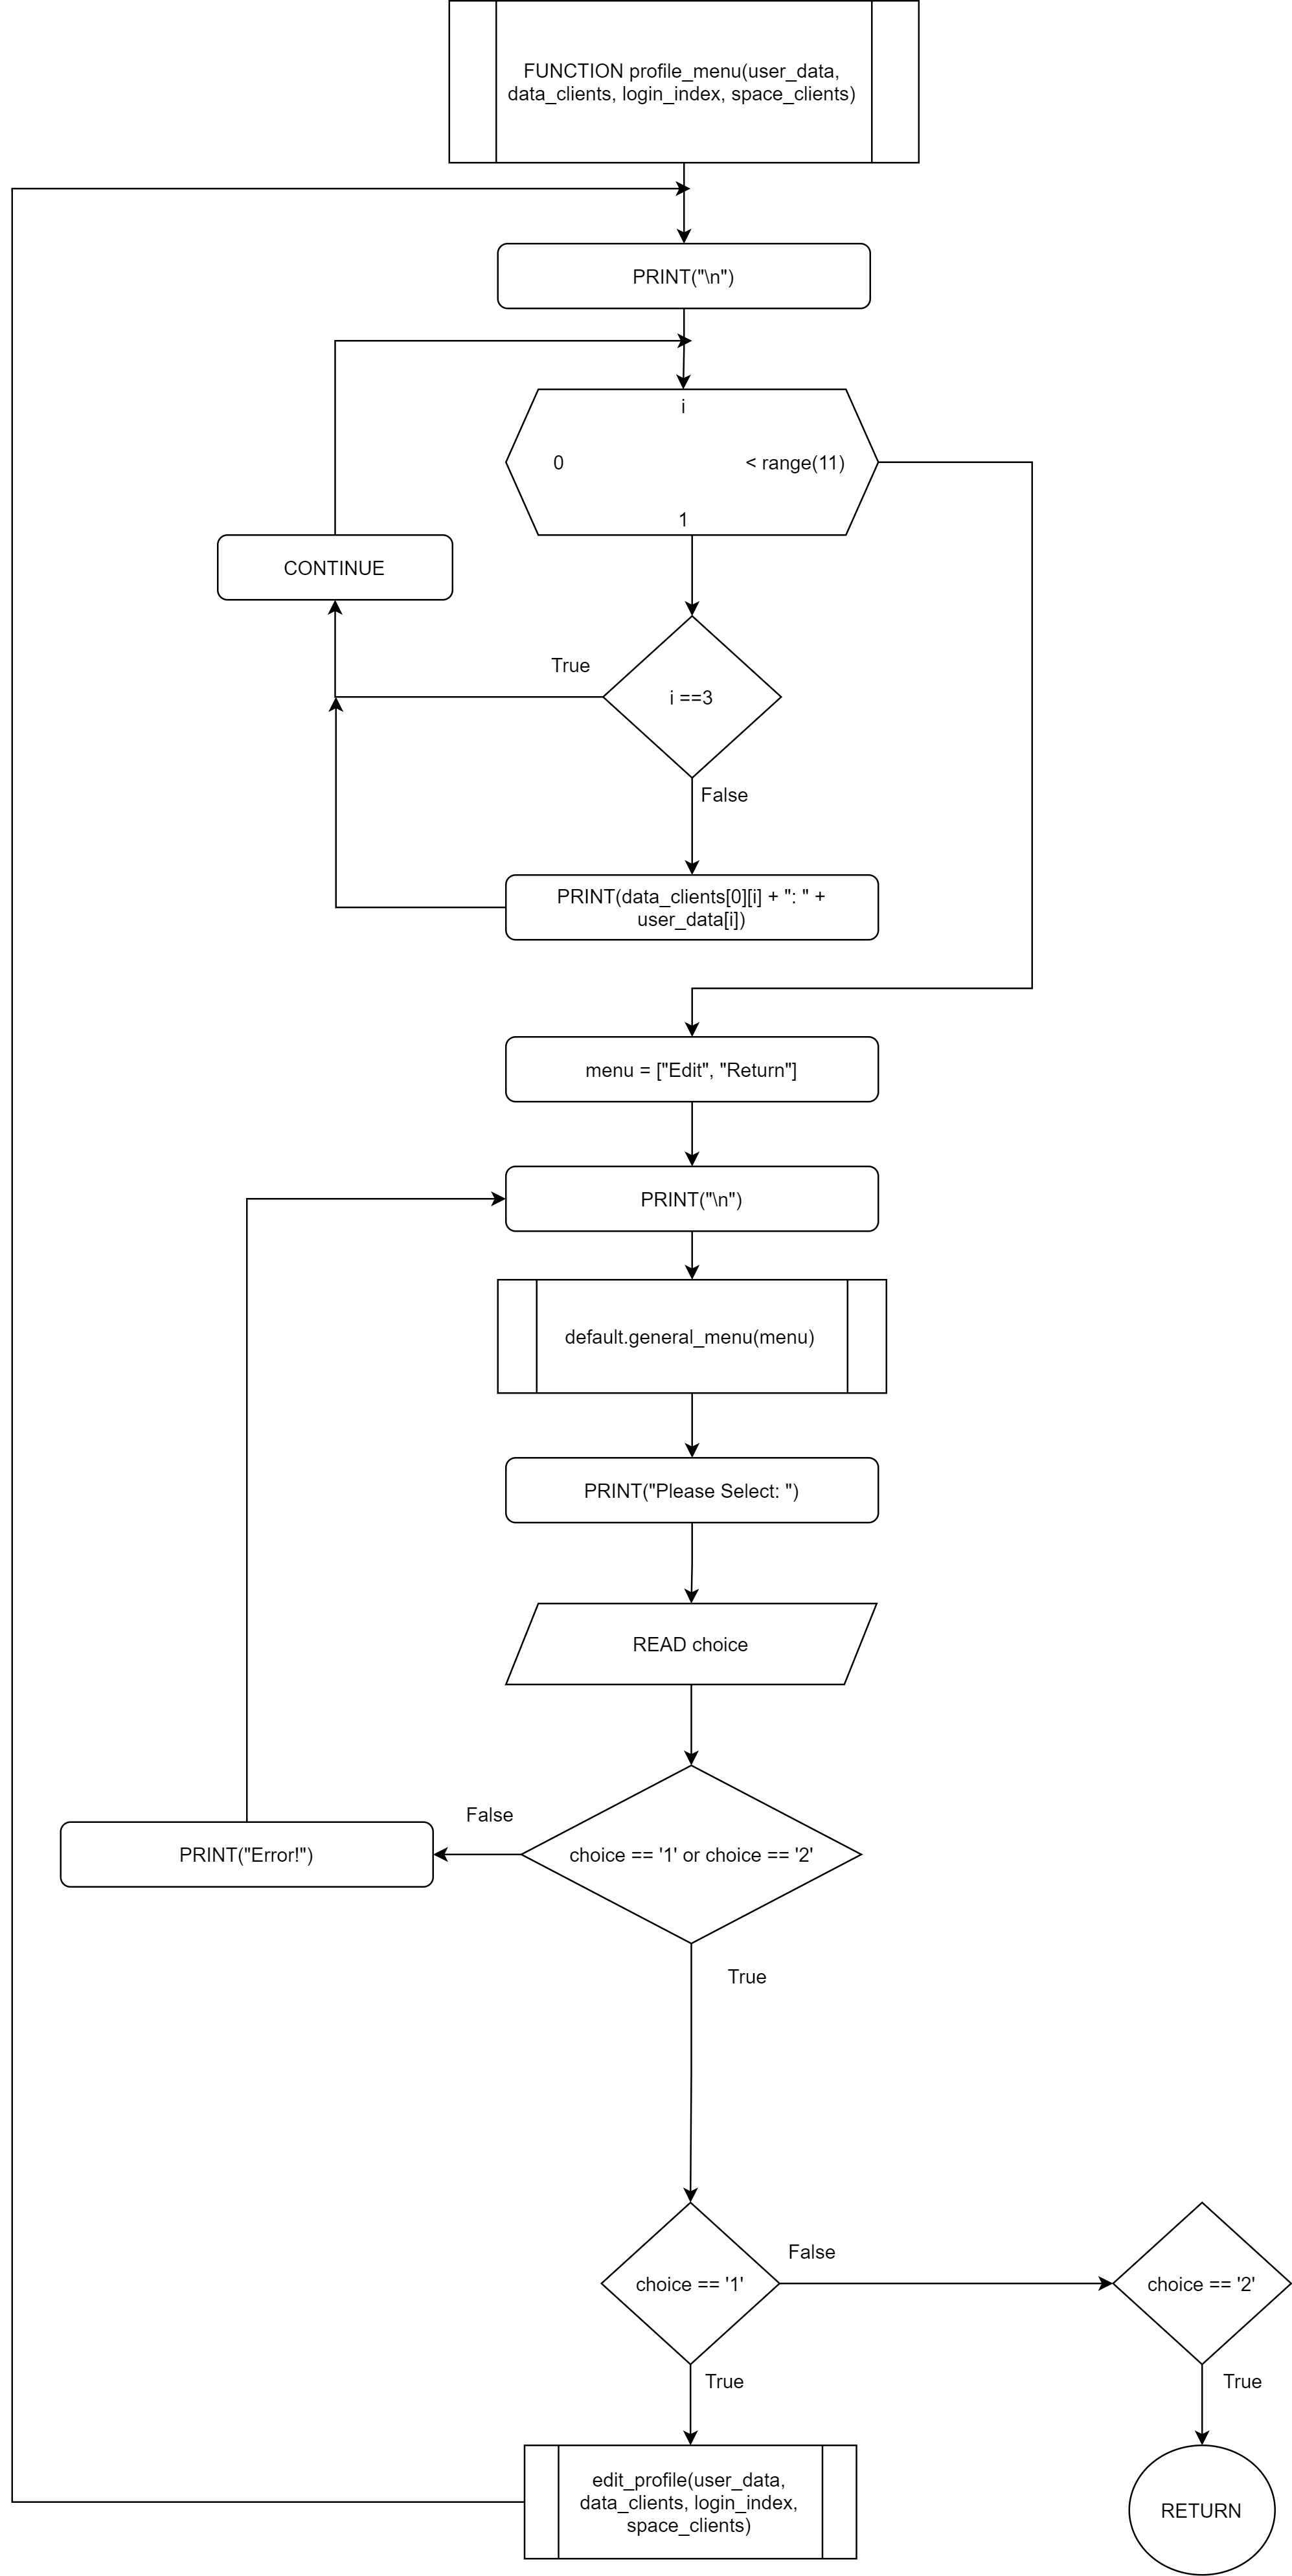 FUNCTION profile_menu(user_data,
data_clients, login_index, space_clients)
PRINT("\n")
i
0
< range(11)
1
CONTINUE
True
i ==3
False
PRINT(data_clients[0][i] + ": " +
user_data[i])
menu = ["Edit", "Return"]
PRINT("\n")
default.general_menu(menu)
PRINT("Please Select: ")
READ choice
False
PRINT("Error!")
choice == '1' or choice == '2'
True
False
choice == '1'
choice == '2'
True
True
edit_profile(user_data,
data_clients, login_index,
space_clients)
RETURN